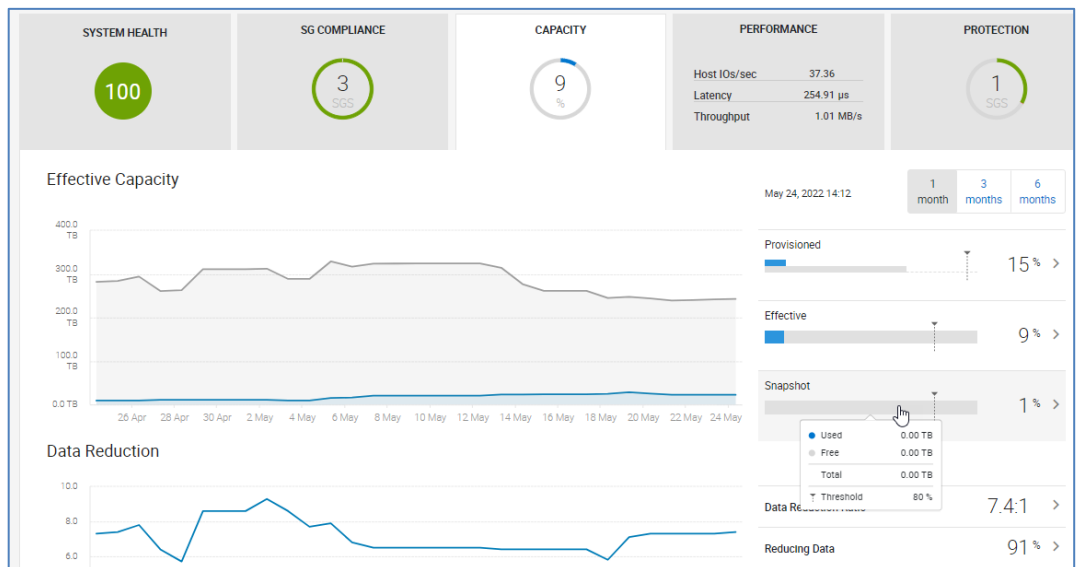 SYSTEM HEALTH
100
SG COMPLIANCE
3
SGS
CAPACITY
9
%
PERFORMANCE
Host IOs/sec 37.36
Latency 254.91 µs
Throughput 1.01 MB/s
PROTECTION
1
SGS
Effective Capacity
400.0
TB
300.0
TB
200.0
TB
100.0
TB
0.0 TB
26 Apr 28 Apr 30 Apr 2 May 4 May 6 May 8 May 10 May 12 May 14 May 16 May 18 May 20 May 22 May 24 May
Data Reduction
10.0
8.0
6.0
May 24, 2022 14:12
1
month
3
months
6
months
Provisioned
15 %
Effective
9 %
Snapshot
1 %
Used 0.00 TB
Free 0.00 TB
Total 0.00 TB
Threshold 80 %
Data Reduction Ratio 7.4:1
Reducing Data 91 %